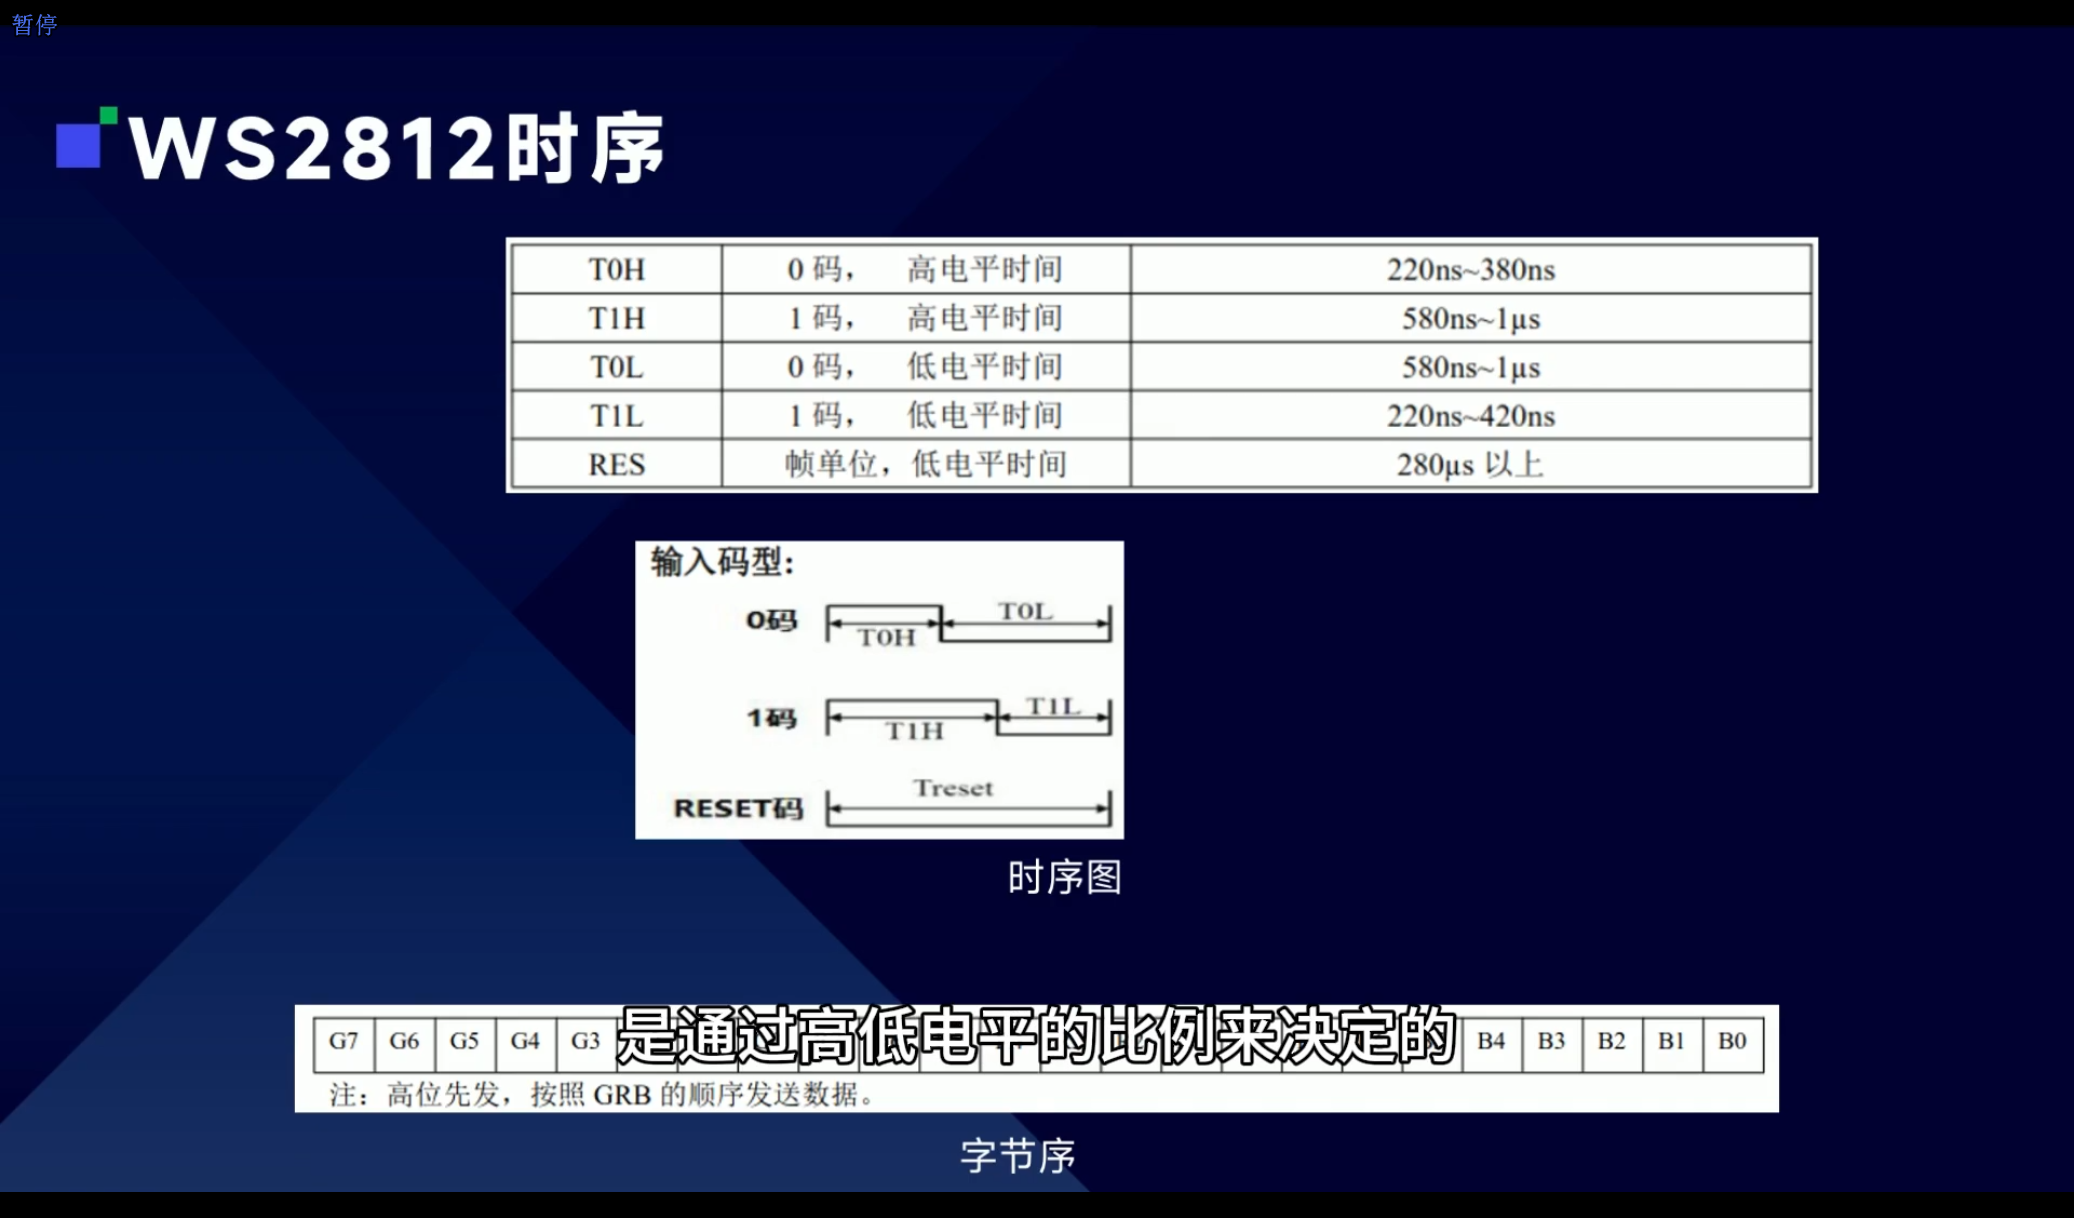 暂停
WS2812时序
T0H 0 码, 高电平时间 220ns~380ns
T1H 1 码, 高电平时间 580ns~1µs
T0L 0 码, 低电平时间 580ns~1µs
T1L 1 码, 低电平时间 220ns~420ns
RES 帧单位, 低电平时间 280µs 以上
输入码型:
0码 T0H T0L
1码 T1H T1L
RESET码 Treset
时序图
G7 G6 G5 G4 G3 B4 B3 B2 B1 B0
是通过高低电平的比例来决定的
注: 高位先发, 按照 GRB 的顺序发送数据。
字节序